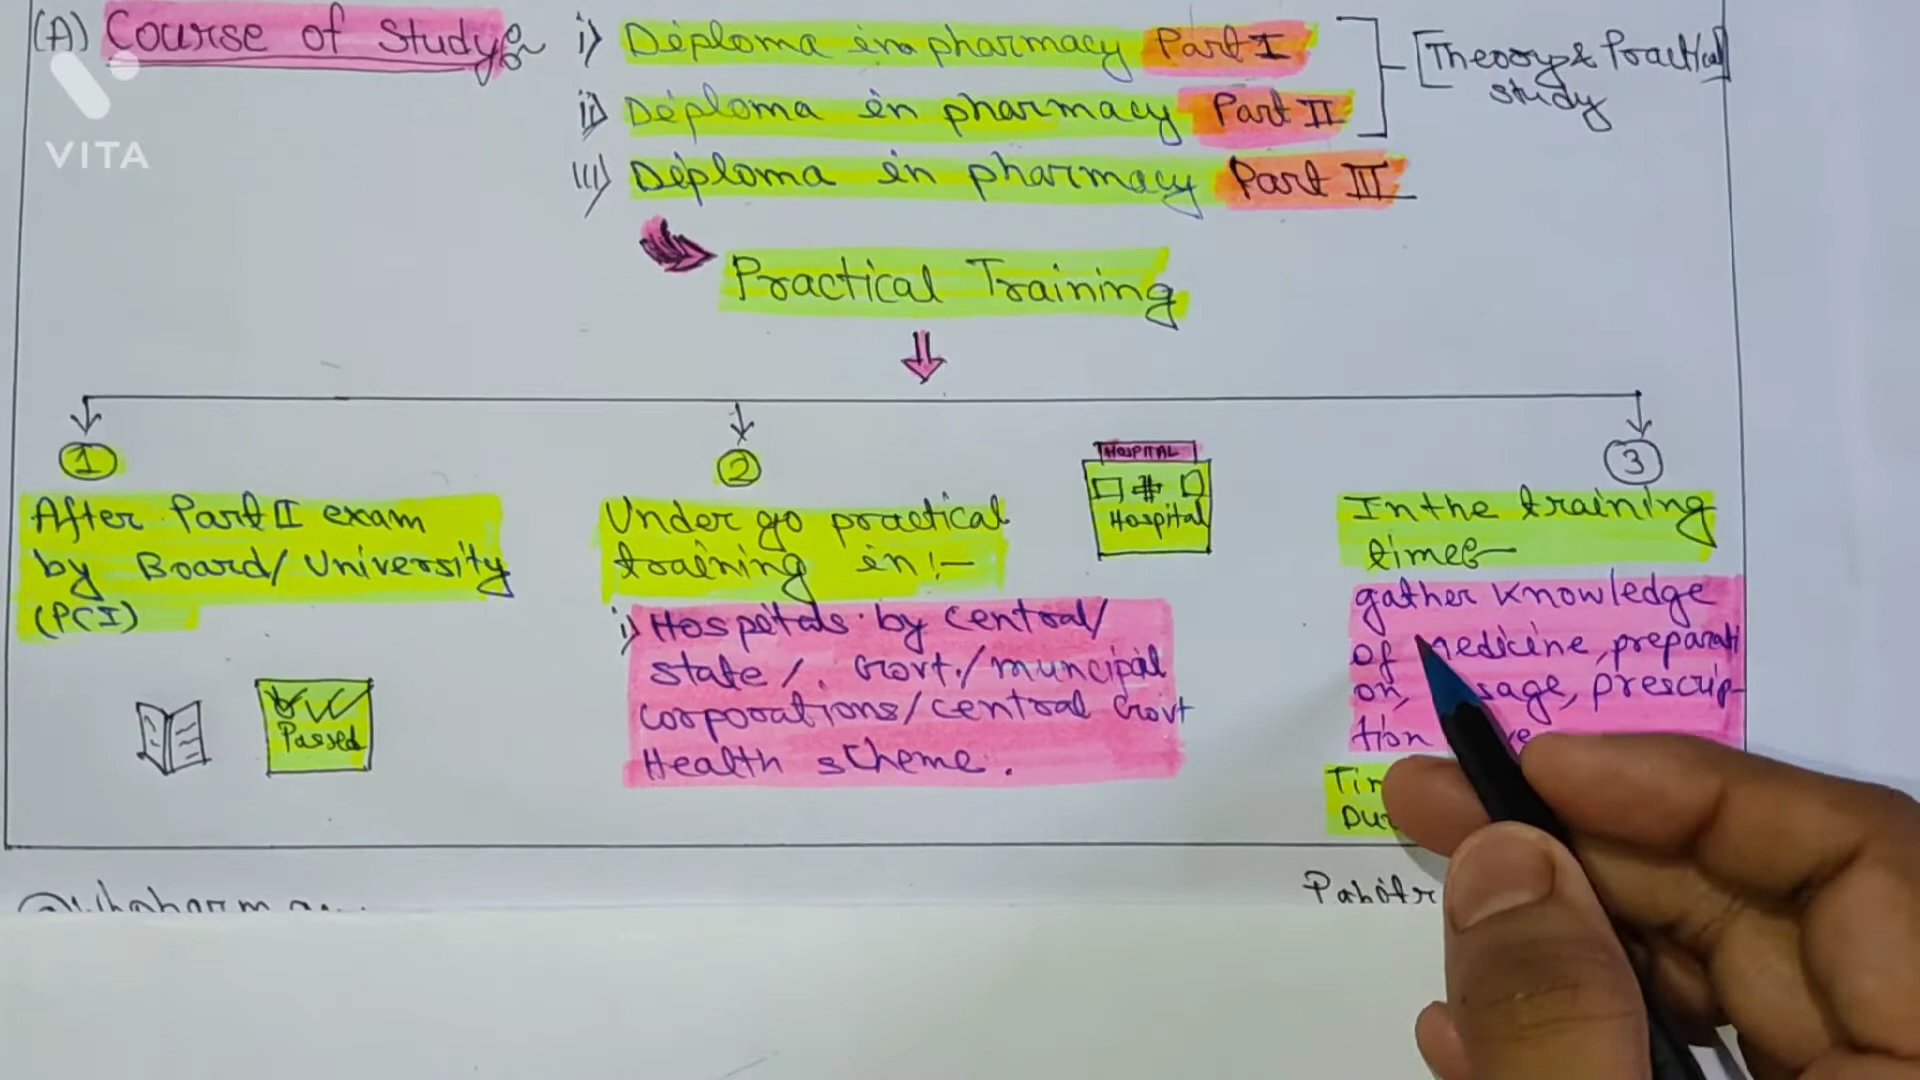 (A) Course of Study
i) Diploma in pharmacy Part I
[Theory & Practical]
study
ii) Diploma in pharmacy Part II
iii) Diploma in pharmacy Part III
VITA
Practical Training
1
After Part II exam
by Board/University
(PCI)
Passed
2
Under go practical
training in :-
i) Hospitals by central/
state/. Govt./muncipal
corporations/central Govt
Health scheme.
HOSPITAL
Hospital
3
In the training
time
gather knowledge
of medicine, preparati
on, prescrip-
tion